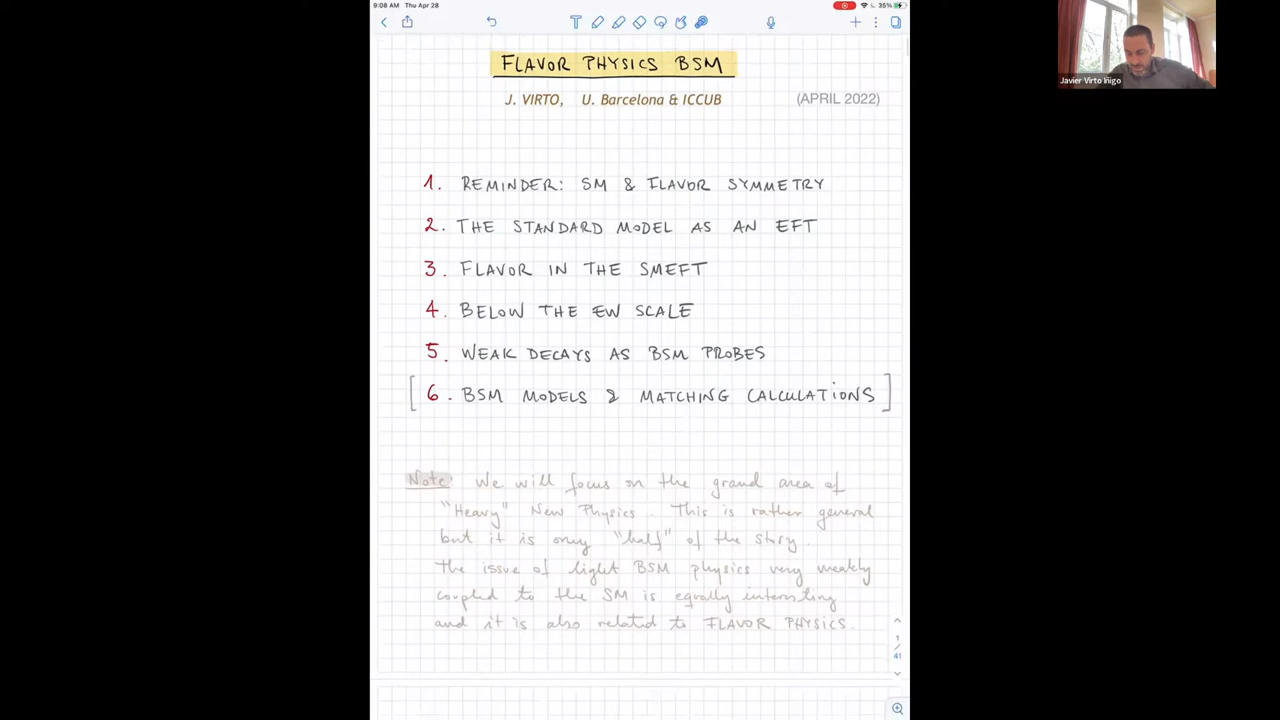 9:08 AM Thu Apr 28
35%
FLAVOR PHYSICS BSM
J. VIRTO, U. Barcelona & ICCUB (APRIL 2022)
1. REMINDER: SM & FLAVOR SYMMETRY
2. THE STANDARD MODEL AS AN EFT
3. FLAVOR IN THE SMEFT
4. BELOW THE EW SCALE
5. WEAK DECAYS AS BSM PROBES
[6. BSM MODELS & MATCHING CALCULATIONS]
Note: We will focus on the grand area of
"Heavy" New Physics. This is rather general
but it is only "half" of the story.
The issue of light BSM physics very weakly
coupled to the SM is equally interesting
and it is also related to FLAVOR PHYSICS.
1
/
41
Javier Virto Iñigo